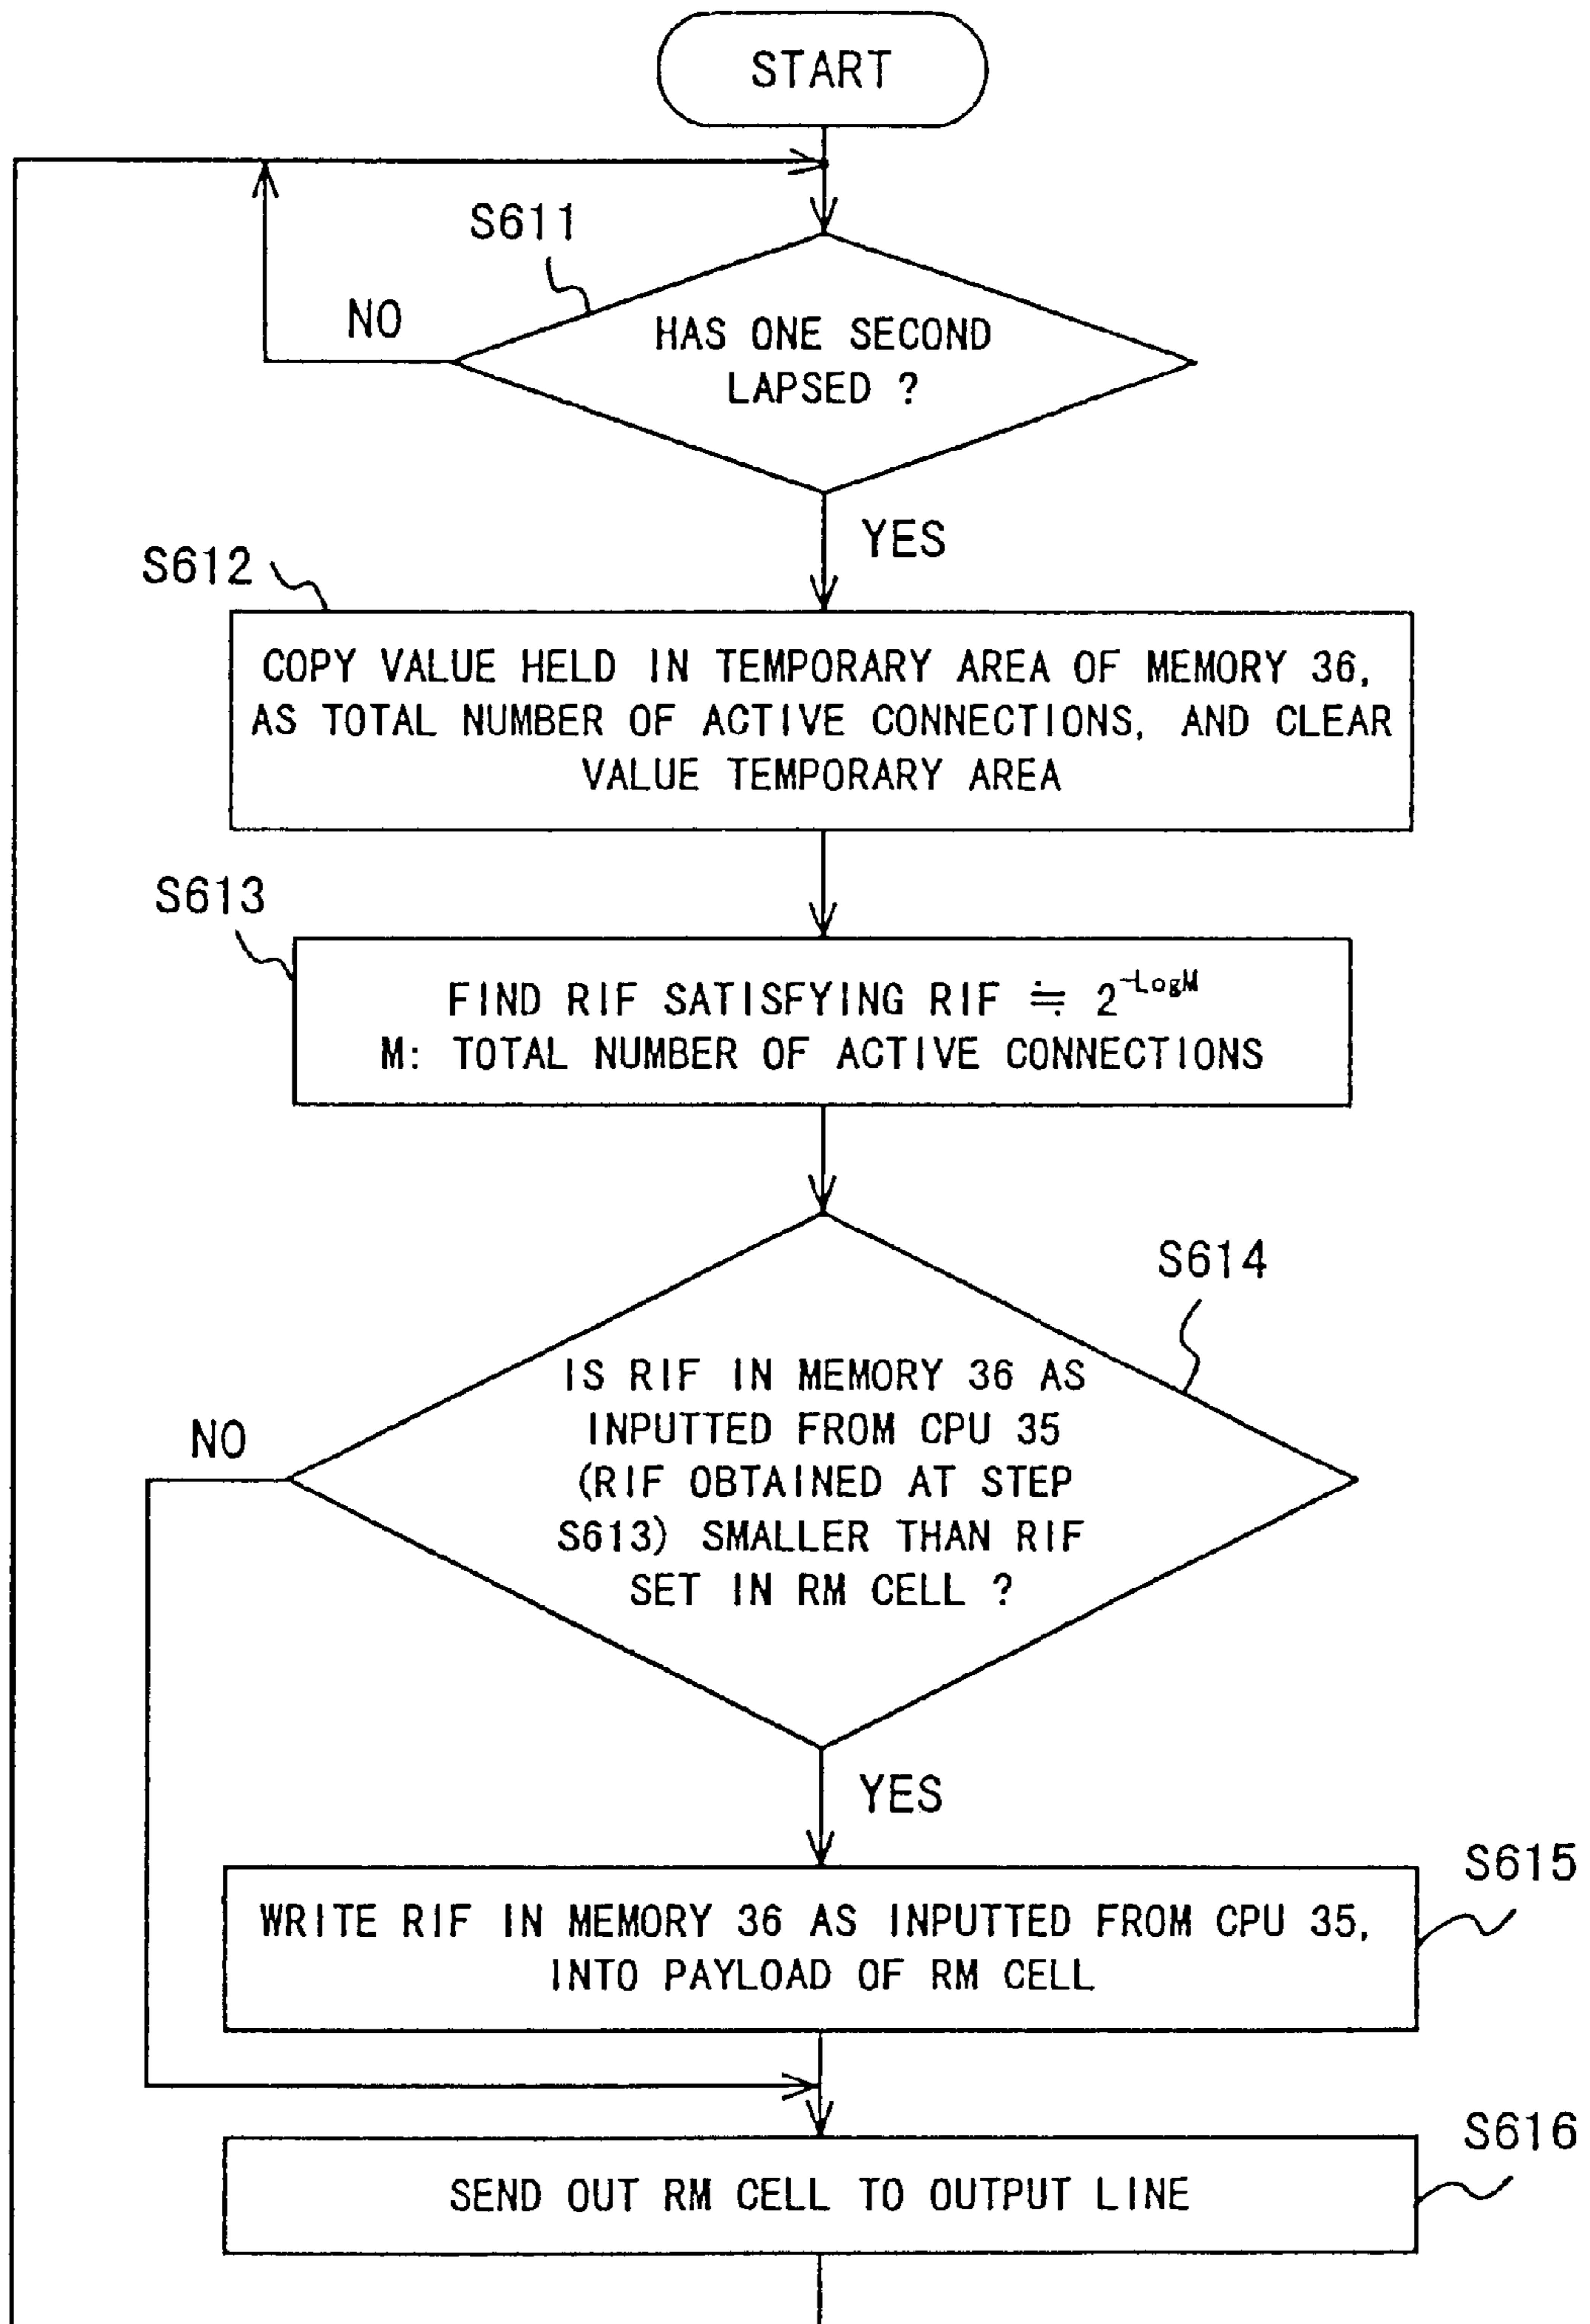 START
S611
NO
HAS ONE SECOND
LAPSED ?
YES
S612
COPY VALUE HELD IN TEMPORARY AREA OF MEMORY 36,
AS TOTAL NUMBER OF ACTIVE CONNECTIONS, AND CLEAR
VALUE TEMPORARY AREA
S613
FIND RIF SATISFYING RIF ≒ 2^-LogM
M: TOTAL NUMBER OF ACTIVE CONNECTIONS
S614
IS RIF IN MEMORY 36 AS
INPUTTED FROM CPU 35
(RIF OBTAINED AT STEP
S613) SMALLER THAN RIF
SET IN RM CELL ?
NO
YES
S615
WRITE RIF IN MEMORY 36 AS INPUTTED FROM CPU 35,
INTO PAYLOAD OF RM CELL
S616
SEND OUT RM CELL TO OUTPUT LINE